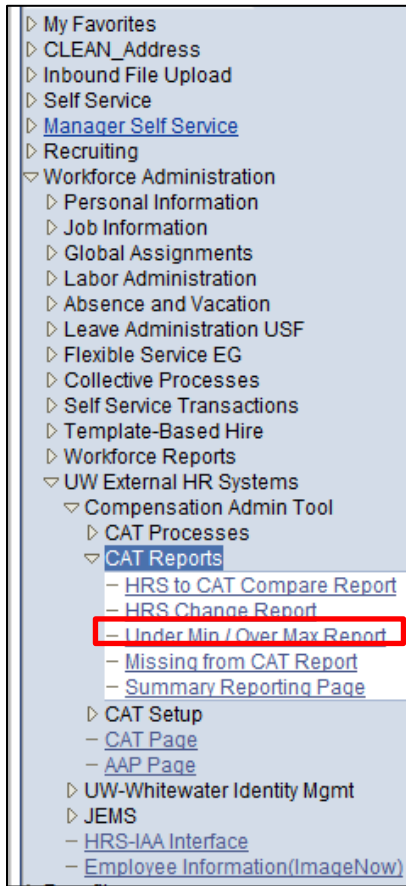 My Favorites
CLEAN_Address
Inbound File Upload
Self Service
Manager Self Service
Recruiting
Workforce Administration
Personal Information
Job Information
Global Assignments
Labor Administration
Absence and Vacation
Leave Administration USF
Flexible Service EG
Collective Processes
Self Service Transactions
Template-Based Hire
Workforce Reports
UW External HR Systems
Compensation Admin Tool
CAT Processes
CAT Reports
– HRS to CAT Compare Report
– HRS Change Report
– Under Min / Over Max Report
– Missing from CAT Report
– Summary Reporting Page
CAT Setup
– CAT Page
– AAP Page
UW-Whitewater Identity Mgmt
JEMS
– HRS-IAA Interface
– Employee Information(ImageNow)